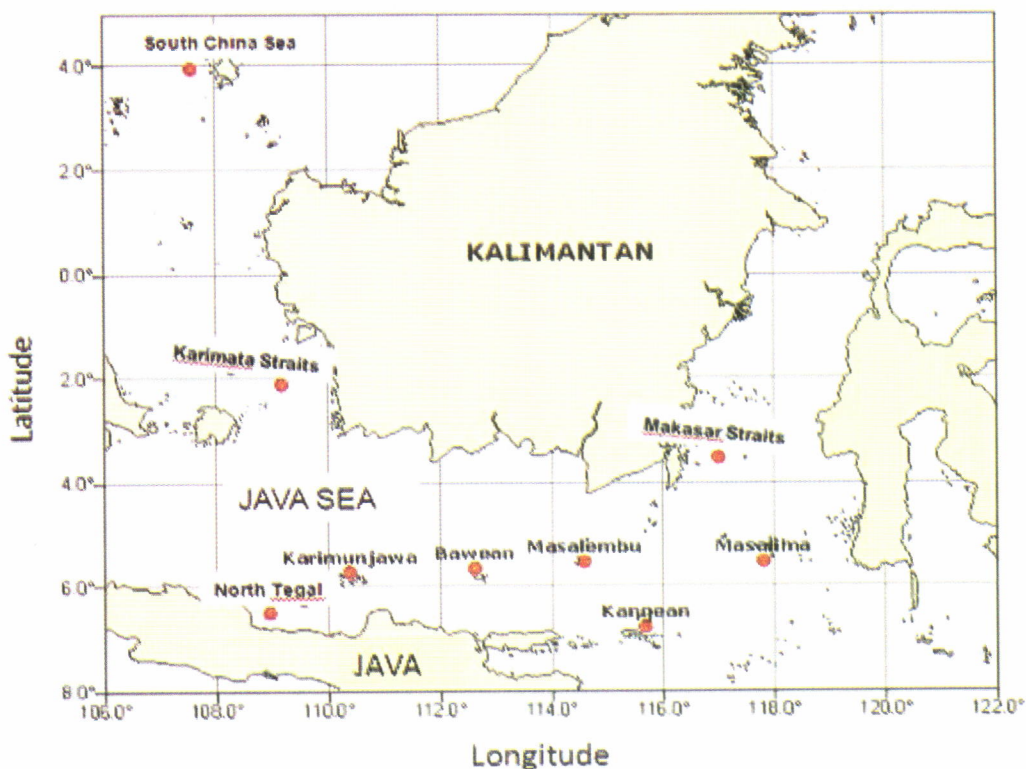 South China Sea
4.0°
2.0°
KALIMANTAN
0.0°
Latitude
Karimata Straits
2.0°
Makasar Straits
4.0°
JAVA SEA
Karimunjawa
Bawean
Masalembu
Masalima
6.0°
North Tegal
Kangean
JAVA
8.0°
106.0°
108.0°
110.0°
112.0°
114.0°
116.0°
118.0°
120.0°
122.0°
Longitude